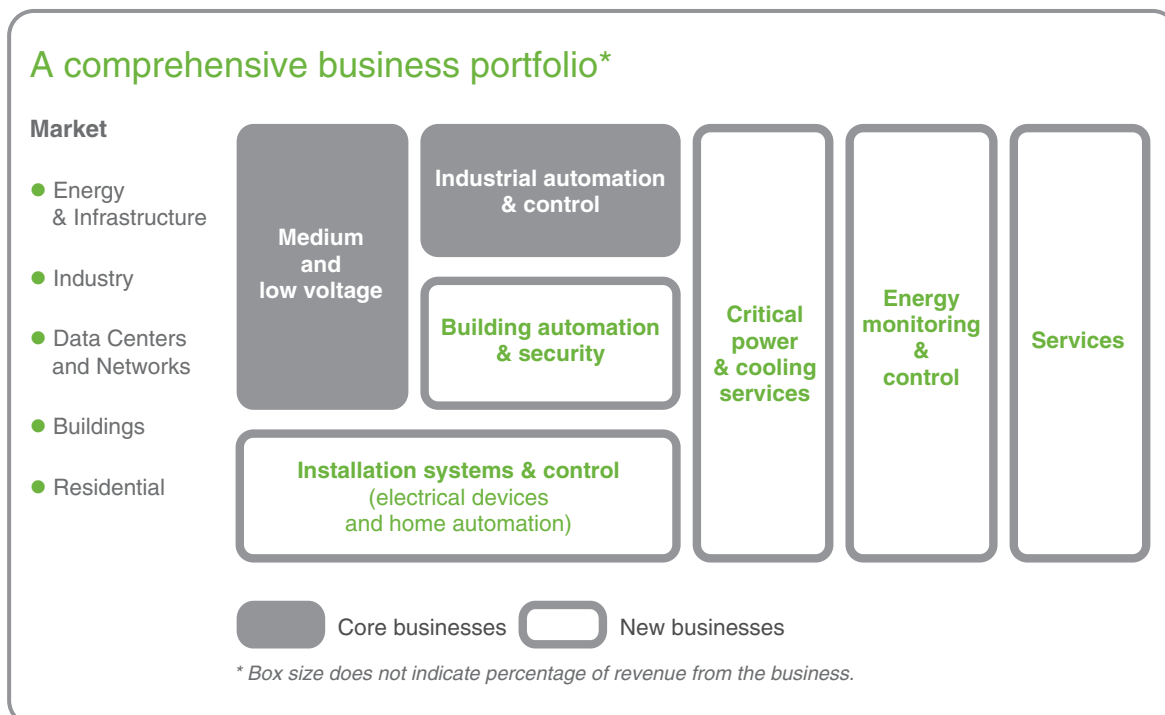 A comprehensive business portfolio*
Market
Energy
& Infrastructure
Industry
Data Centers
and Networks
Buildings
Residential
Medium
and
low voltage
Industrial automation
& control
Building automation
& security
Installation systems & control
(electrical devices
and home automation)
Critical
power
& cooling
services
Energy
monitoring
&
control
Services
Core businesses
New businesses
* Box size does not indicate percentage of revenue from the business.